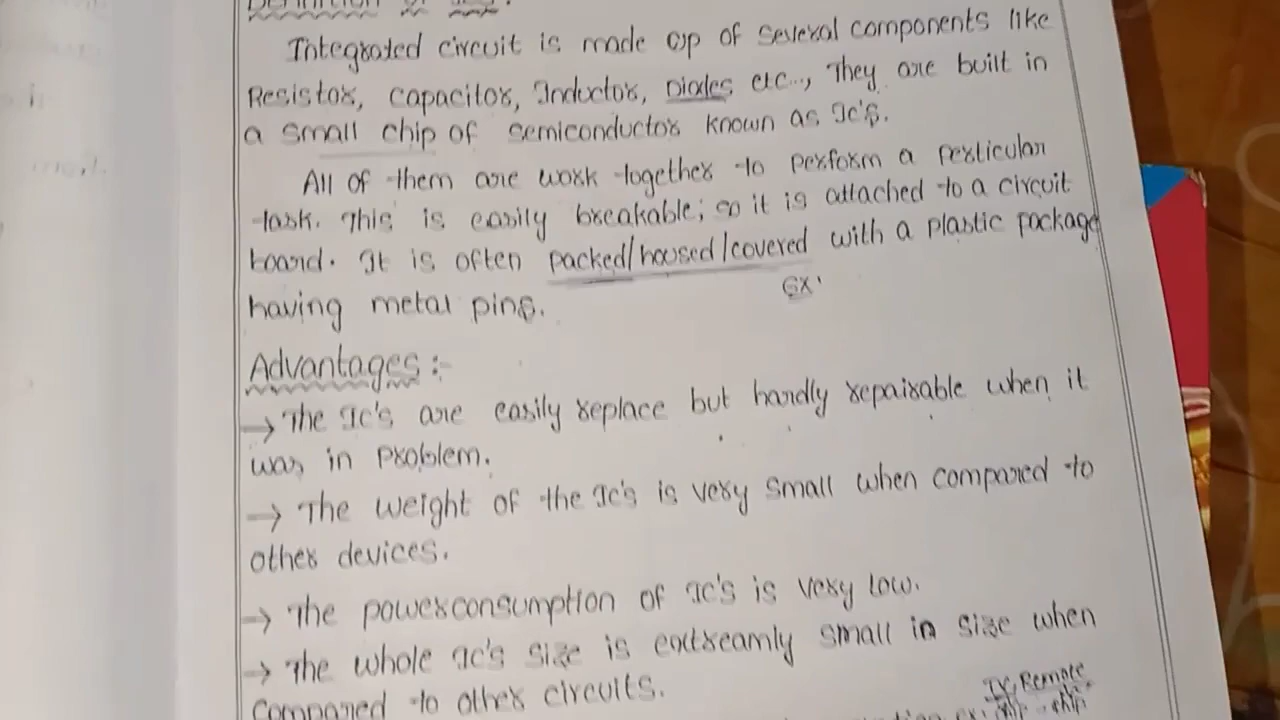 Definition of Ic's:
Integrated circuit is made up of several components like
Resistor, capacitor, Inductor, Diodes etc..., They are built in
a small chip of semiconductor known as Ic's.
All of them are work together to perform a perticular
task. This is easily breakable; so it is attached to a circuit
board. It is often packed/housed/covered with a plastic package
Ex'
having metal pins.
Advantages :-
→ The Ic's are easily replace but hardly repairable when it
was in problem.
→ The weight of the Ic's is very small when compared to
other devices.
→ The powerconsumption of Ic's is very low.
→ The whole Ic's size is extreamly small in size when
compared to other circuits.
Remote
chip